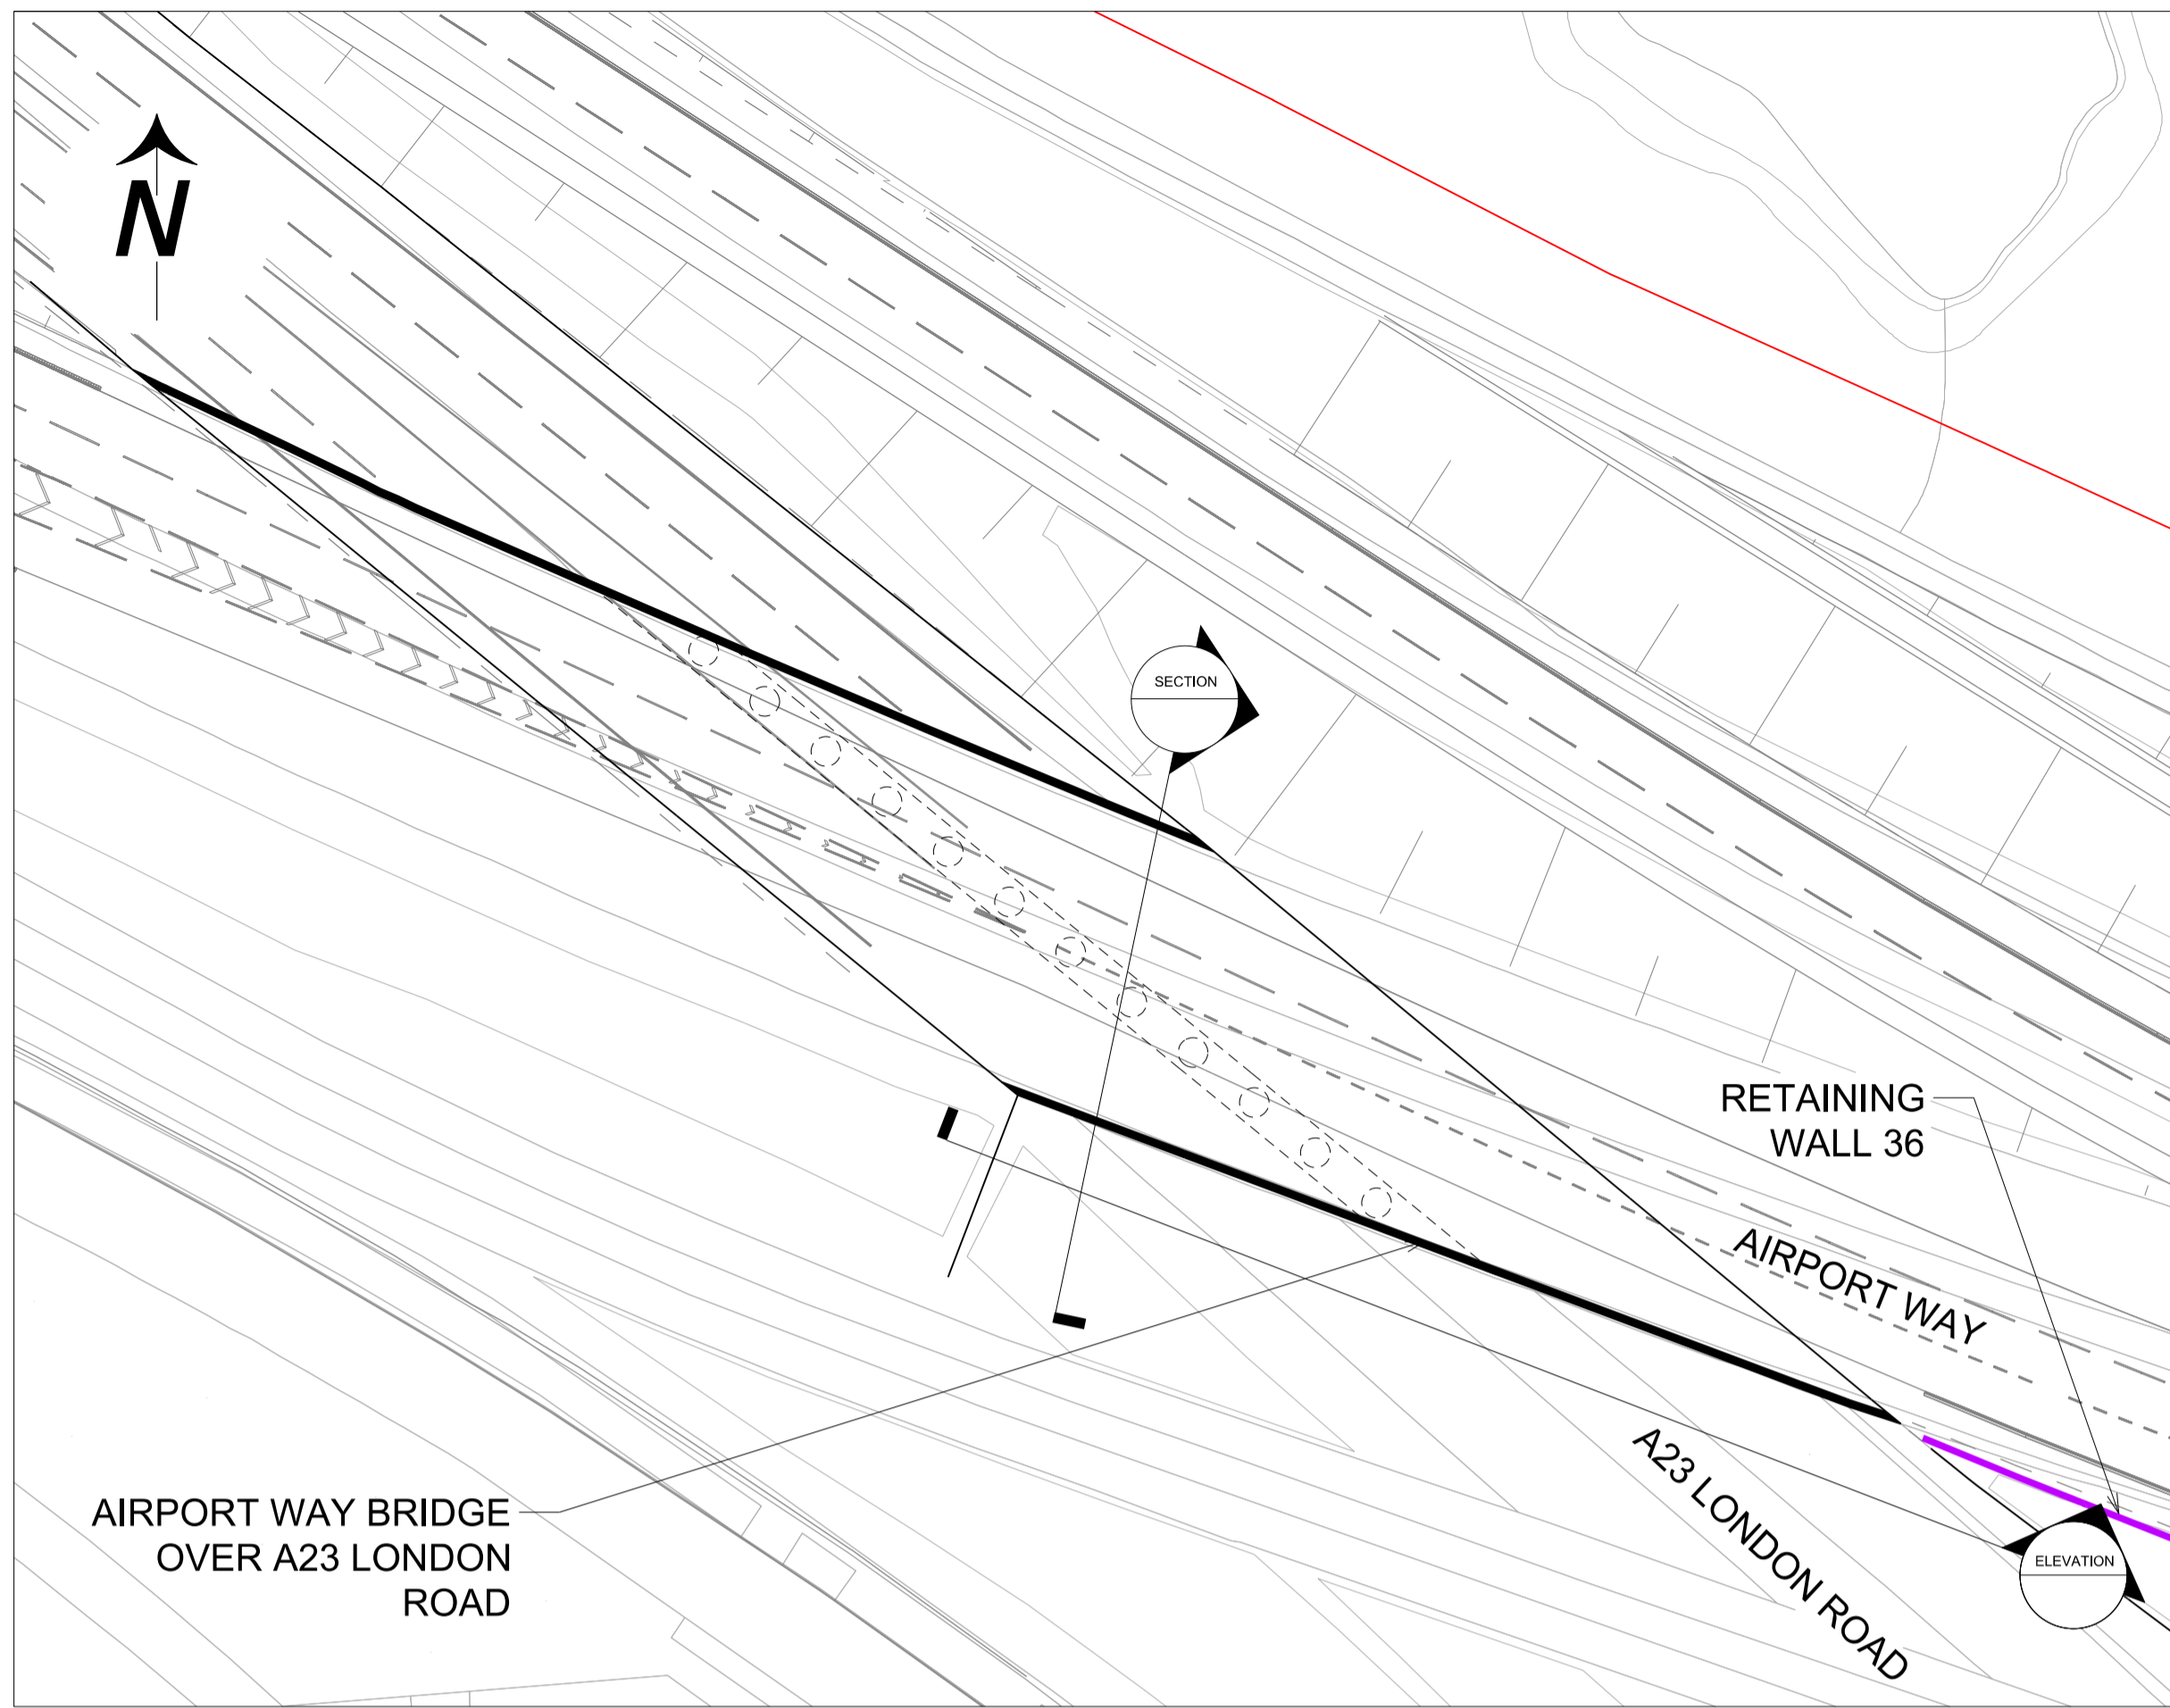 N
SECTION
RETAINING
WALL 36
AIRPORT WAY
A23 LONDON ROAD
ELEVATION
AIRPORT WAY BRIDGE
OVER A23 LONDON
ROAD